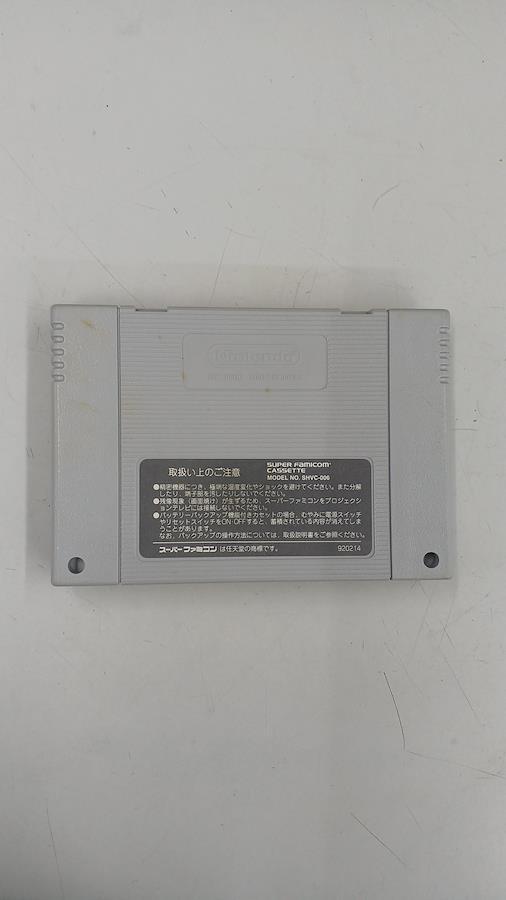 Nintendo
取扱い上のご注意
SUPER FAMICOM
CASSETTE
MODEL NO. SHVC-006
●精密機器につき、極端な温度変化やショックを避けてください。また分解
したり、端子部を汚したりしないでください。
●残像現象（画面焼け）が生ずるため、スーパーファミコンをプロジェクシ
ョンテレビには接続しないでください。
●バッテリーバックアップ機能付きカセットの場合、むやみに電源スイッチ
やリセットスイッチをON・OFFすると、蓄積されている内容が消えてしま
うことがあります。
なお、バックアップの操作方法については、取扱説明書をご参照ください。
スーパーファミコンは任天堂の商標です。
920214